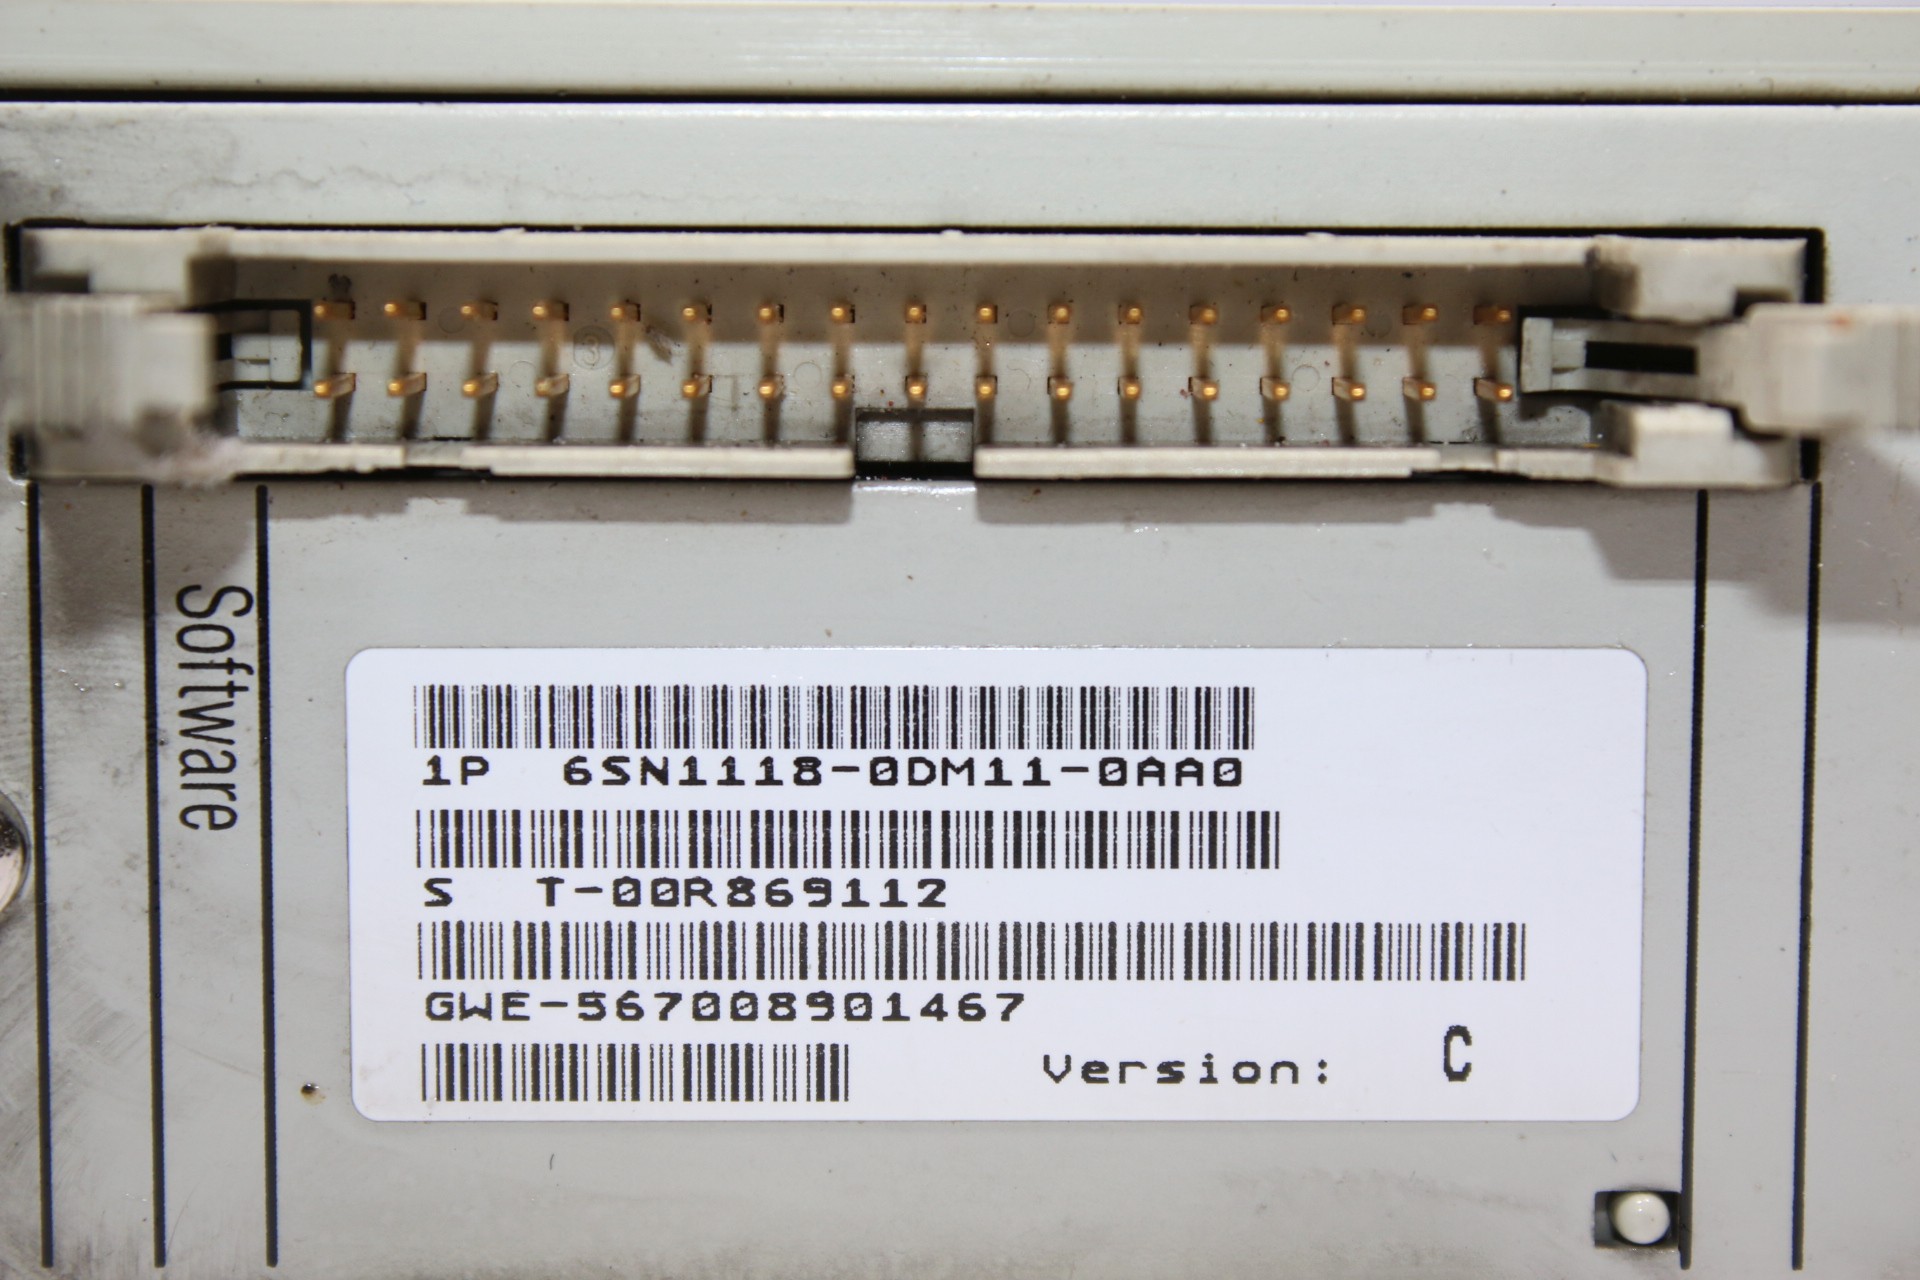 Software
1P 6SN1118-0DM11-0AA0
S T-00R869112
GWE-567008901467
Version: C